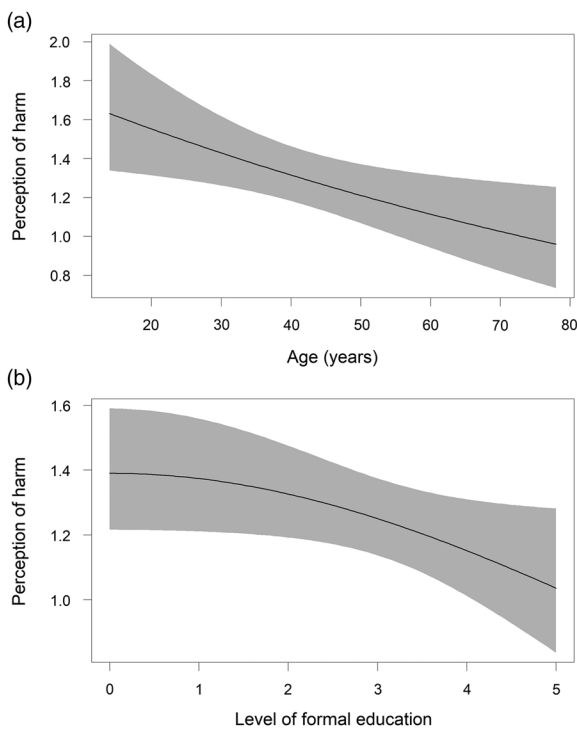 (a)
2.0
1.8
1.6
1.4
1.2
1.0
0.8
Perception of harm
20 30 40 50 60 70 80
Age (years)
(b)
1.6
1.4
1.2
1.0
Perception of harm
0 1 2 3 4 5
Level of formal education